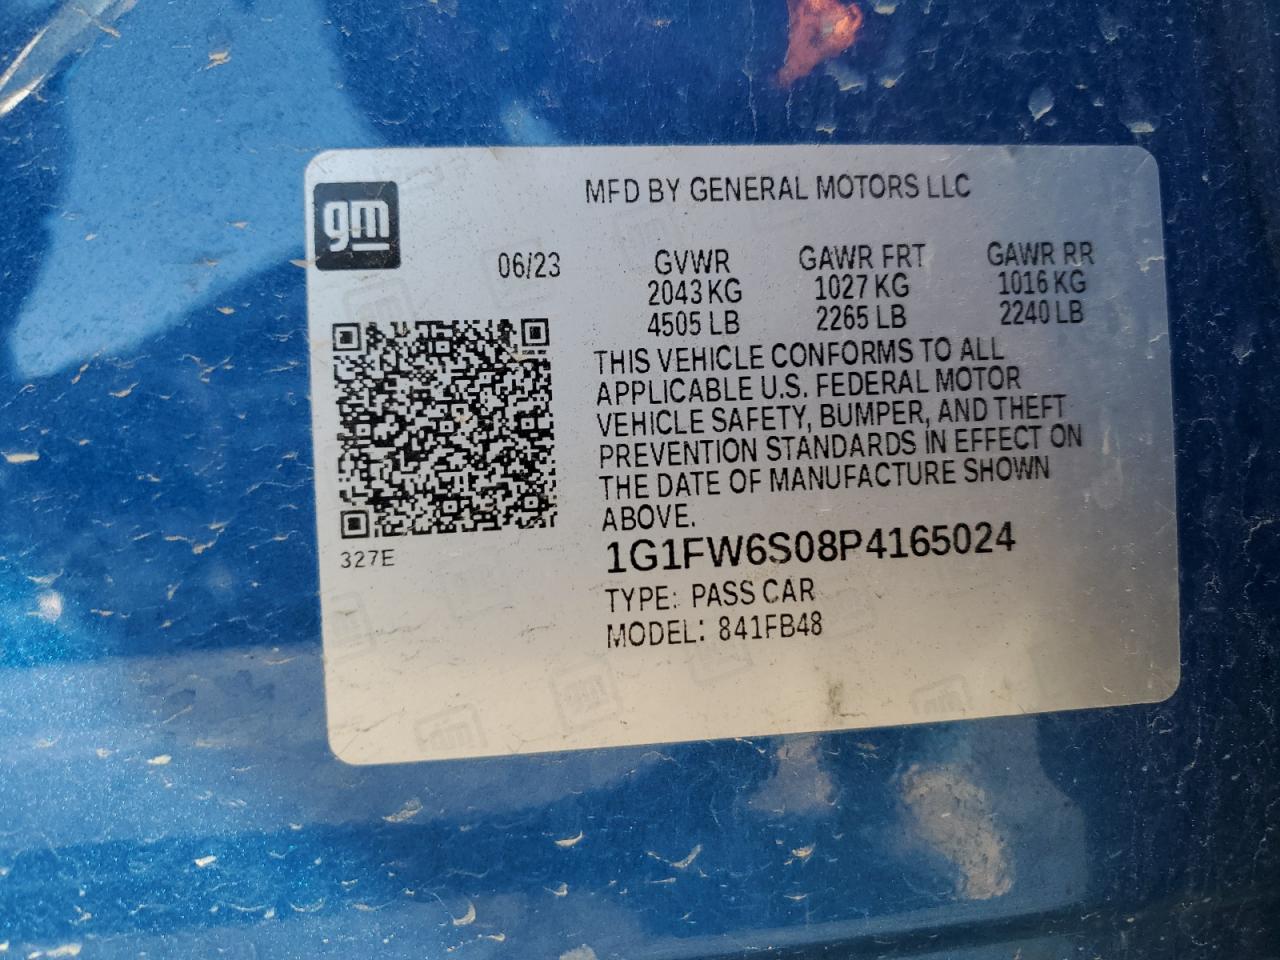 gm
MFD BY GENERAL MOTORS LLC
06/23 GVWR GAWR FRT GAWR RR
2043 KG 1027 KG 1016 KG
4505 LB 2265 LB 2240 LB
THIS VEHICLE CONFORMS TO ALL
APPLICABLE U.S. FEDERAL MOTOR
VEHICLE SAFETY, BUMPER, AND THEFT
PREVENTION STANDARDS IN EFFECT ON
THE DATE OF MANUFACTURE SHOWN
ABOVE.
327E
1G1FW6S08P4165024
TYPE: PASS CAR
MODEL: 841FB48